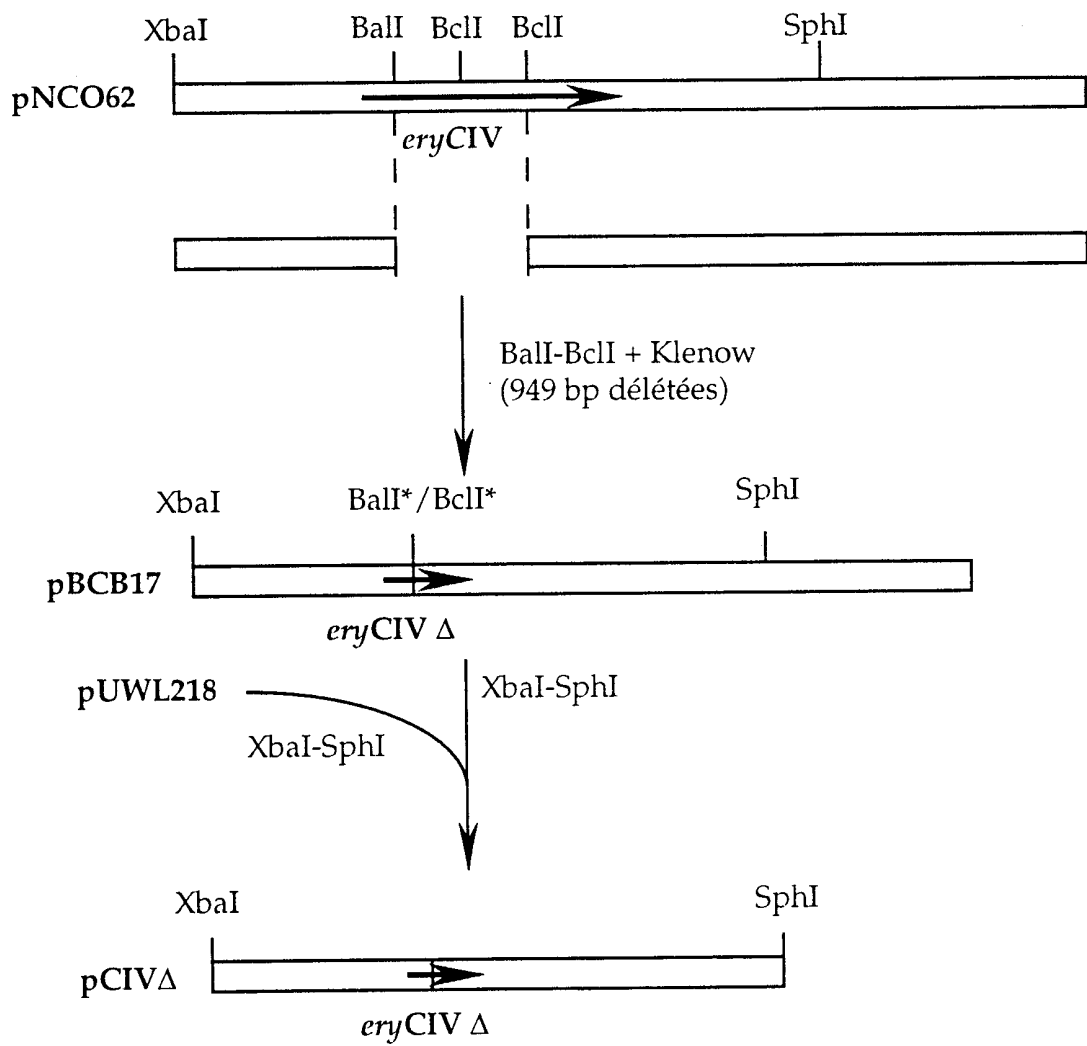 XbaI BalI BclI BclI SphI
pNCO62
eryCIV
BalI-BclI + Klenow
(949 bp délétées)
XbaI BalI*/BclI* SphI
pBCB17
eryCIV Δ
pUWL218 XbaI-SphI
XbaI-SphI
XbaI SphI
pCIVΔ
eryCIV Δ